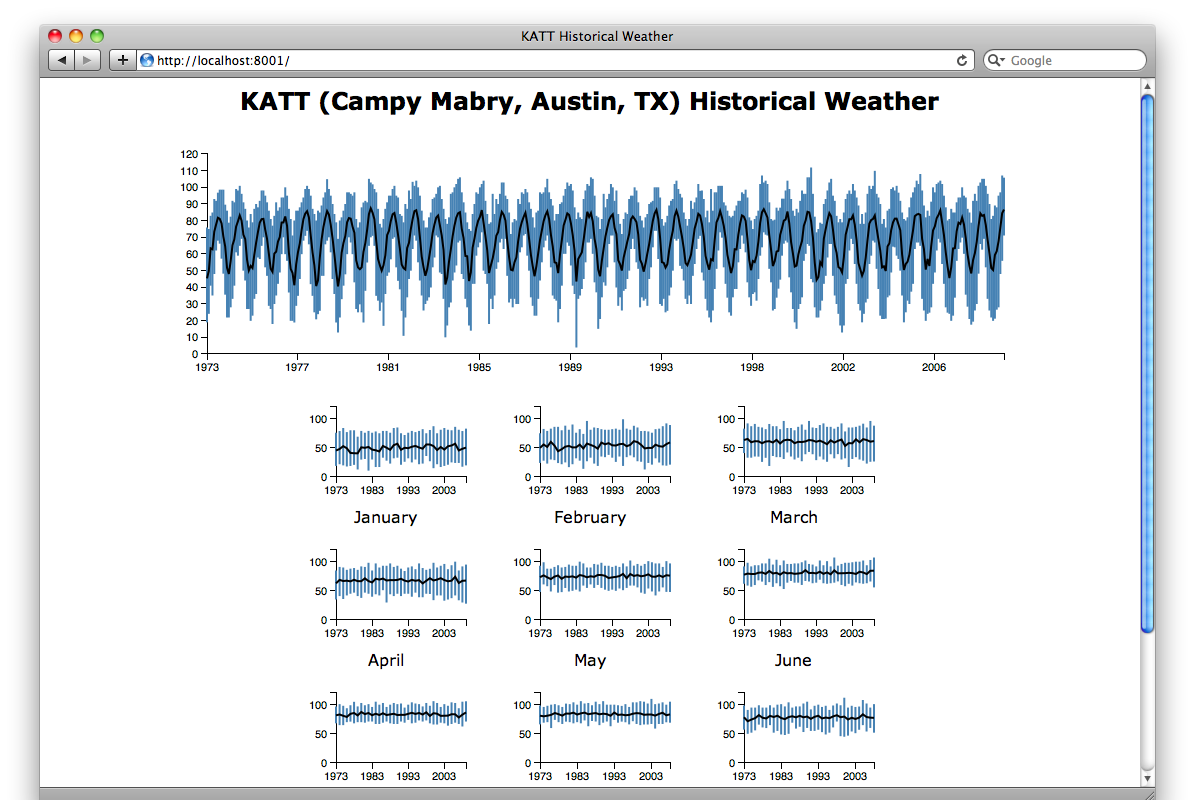 KATT Historical Weather
http://localhost:8001/
Google
KATT (Campy Mabry, Austin, TX) Historical Weather
120
110
100
90
80
70
60
50
40
30
20
10
0
1973 1977 1981 1985 1989 1993 1998 2002 2006
100 100 100
50 50 50
0 0 0
1973 1983 1993 2003 1973 1983 1993 2003 1973 1983 1993 2003
January February March
100 100 100
50 50 50
0 0 0
1973 1983 1993 2003 1973 1983 1993 2003 1973 1983 1993 2003
April May June
100 100 100
50 50 50
0 0 0
1973 1983 1993 2003 1973 1983 1993 2003 1973 1983 1993 2003